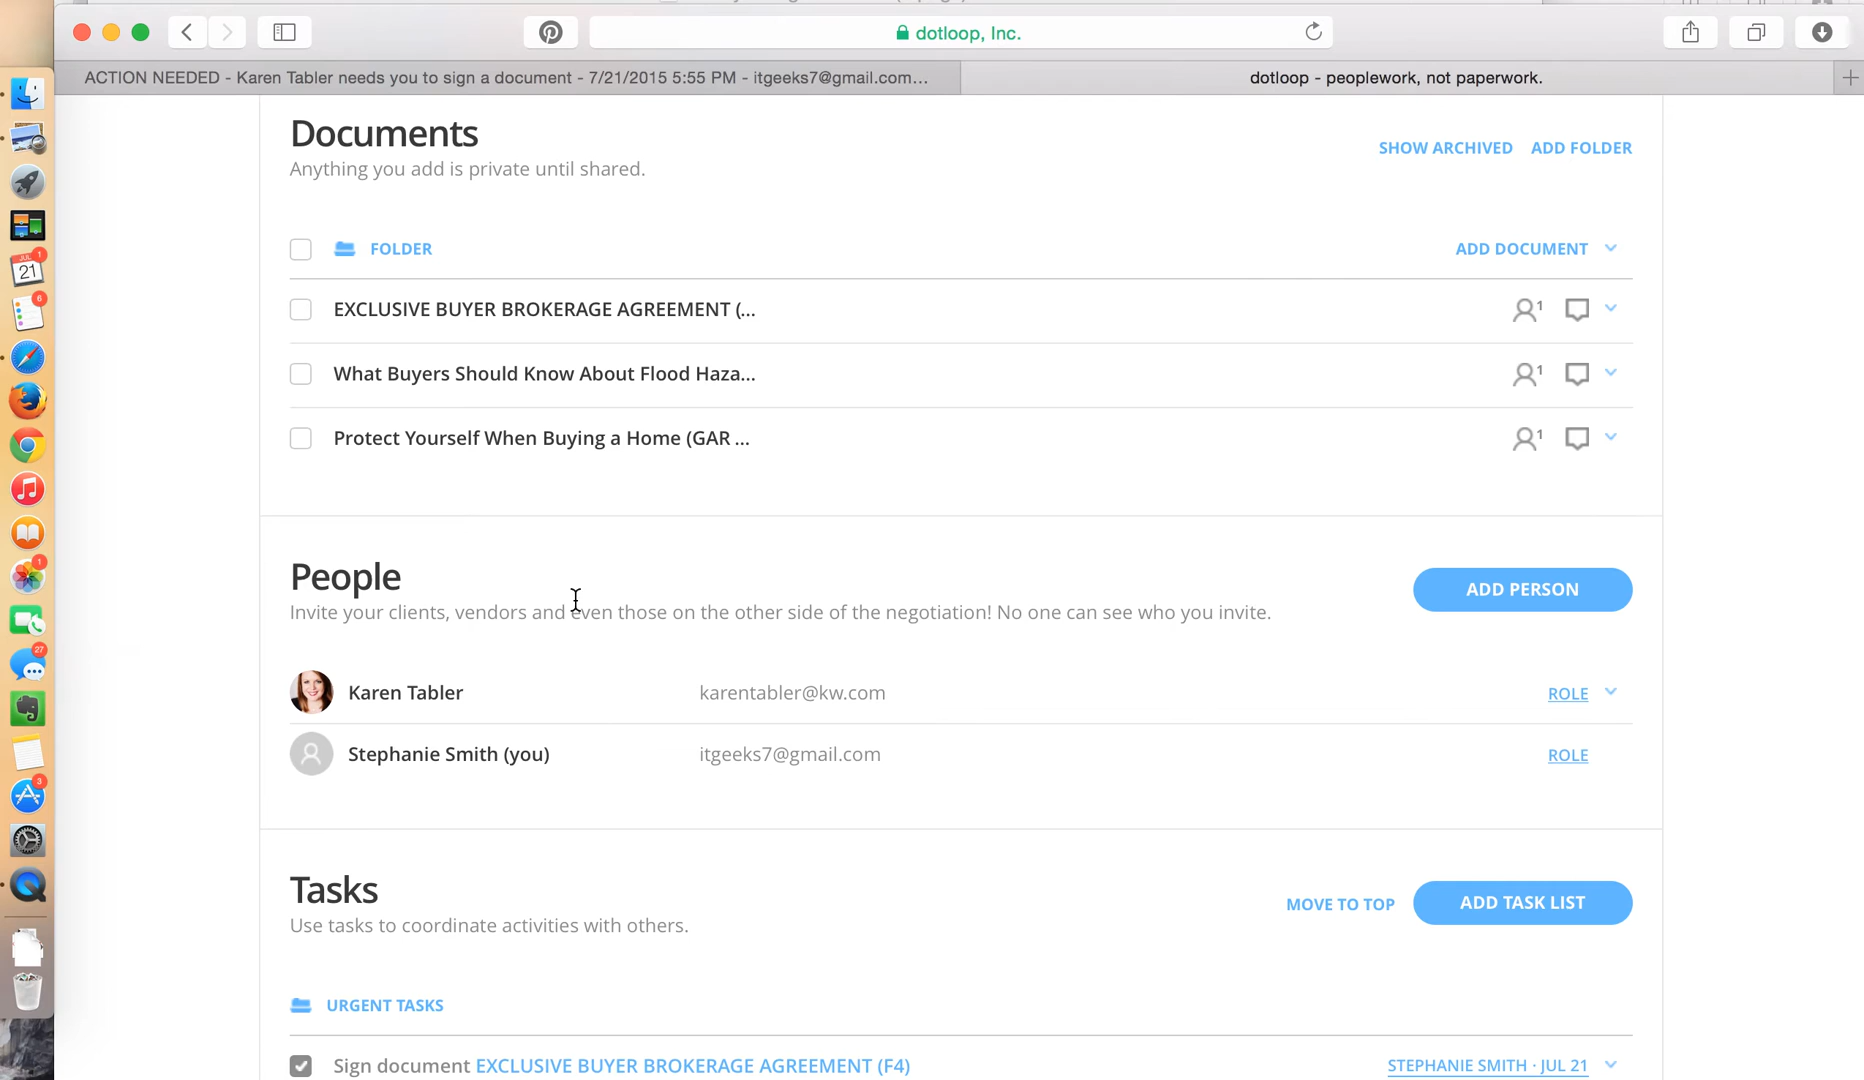 dotloop, Inc.
ACTION NEEDED - Karen Tabler needs you to sign a document - 7/21/2015 5:55 PM - itgeeks7@gmail.com...
dotloop - peoplework, not paperwork.
Documents
SHOW ARCHIVED ADD FOLDER
Anything you add is private until shared.
FOLDER ADD DOCUMENT
EXCLUSIVE BUYER BROKERAGE AGREEMENT (... 1
What Buyers Should Know About Flood Haza... 1
Protect Yourself When Buying a Home (GAR ... 1
People
ADD PERSON
Invite your clients, vendors and even those on the other side of the negotiation! No one can see who you invite.
Karen Tabler karentabler@kw.com ROLE
Stephanie Smith (you) itgeeks7@gmail.com ROLE
Tasks
MOVE TO TOP ADD TASK LIST
Use tasks to coordinate activities with others.
URGENT TASKS
Sign document EXCLUSIVE BUYER BROKERAGE AGREEMENT (F4) STEPHANIE SMITH · JUL 21
JUL 1
21
6
1
27
3